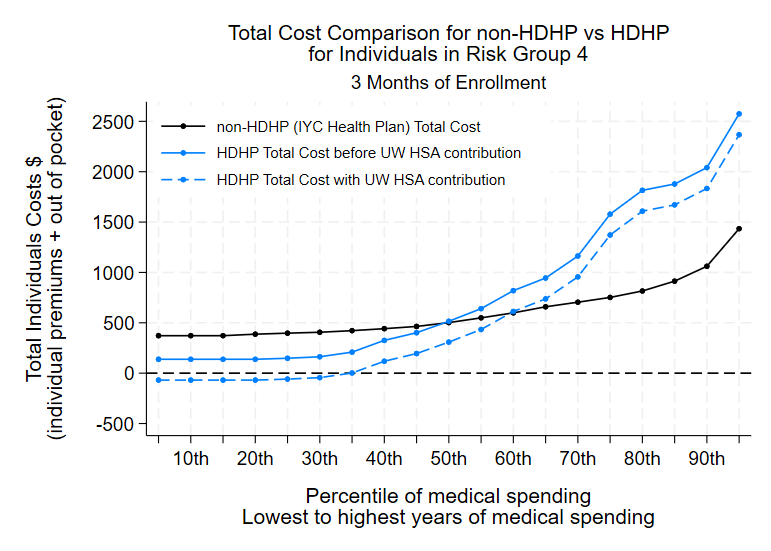 Total Cost Comparison for non-HDHP vs HDHP
for Individuals in Risk Group 4
3 Months of Enrollment
Total Individuals Costs $
(individual premiums + out of pocket)
2500
2000
1500
1000
500
0
-500
non-HDHP (IYC Health Plan) Total Cost
HDHP Total Cost before UW HSA contribution
HDHP Total Cost with UW HSA contribution
10th 20th 30th 40th 50th 60th 70th 80th 90th
Percentile of medical spending
Lowest to highest years of medical spending